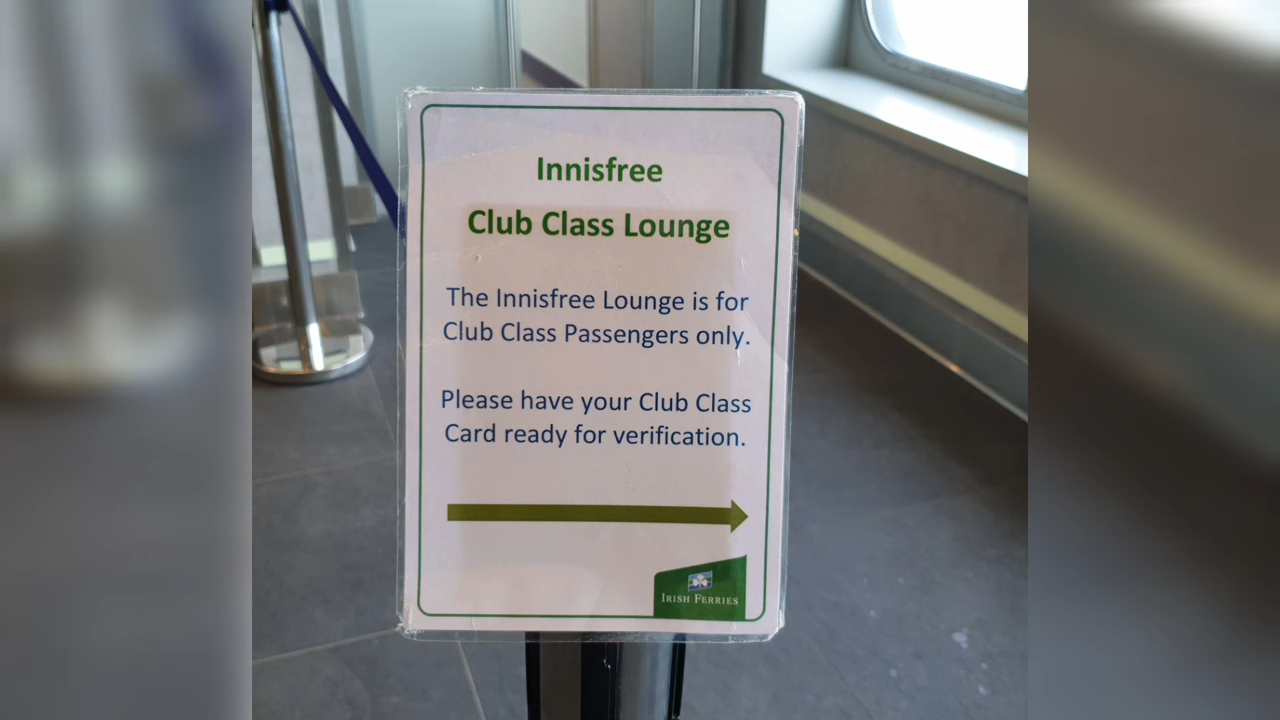 Innisfree
Club Class Lounge
The Innisfree Lounge is for
Club Class Passengers only.
Please have your Club Class
Card ready for verification.
IRISH FERRIES